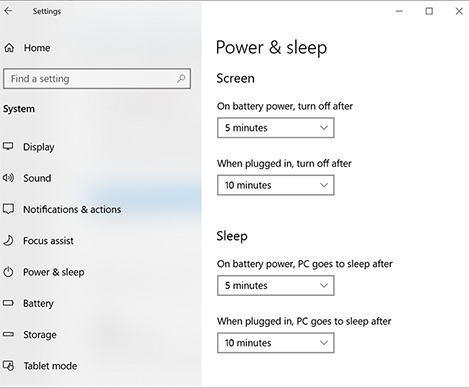 Settings
Home
Find a setting
System
Display
Sound
Notifications & actions
Focus assist
Power & sleep
Battery
Storage
Tablet mode
Power & sleep
Screen
On battery power, turn off after
5 minutes
When plugged in, turn off after
10 minutes
Sleep
On battery power, PC goes to sleep after
5 minutes
When plugged in, PC goes to sleep after
10 minutes